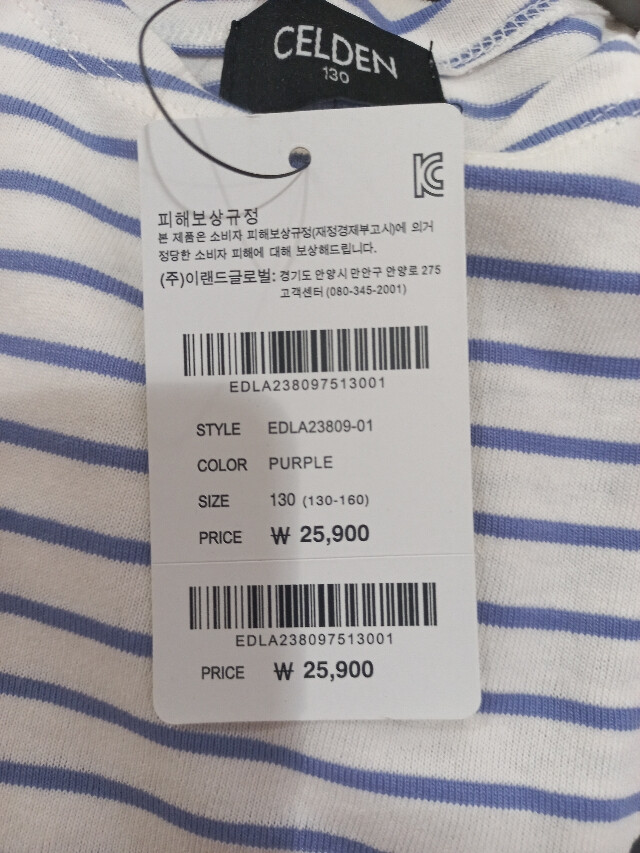 CELDEN
130
피해보상규정
본 제품은 소비자 피해보상규정(재정경제부고시)에 의거
정당한 소비자 피해에 대해 보상해드립니다.
(주)이랜드글로벌: 경기도 안양시 만안구 안양로 275
고객센터 (080-345-2001)
EDLA238097513001
STYLE EDLA23809-01
COLOR PURPLE
SIZE 130 (130-160)
PRICE ₩ 25,900
EDLA238097513001
PRICE ₩ 25,900